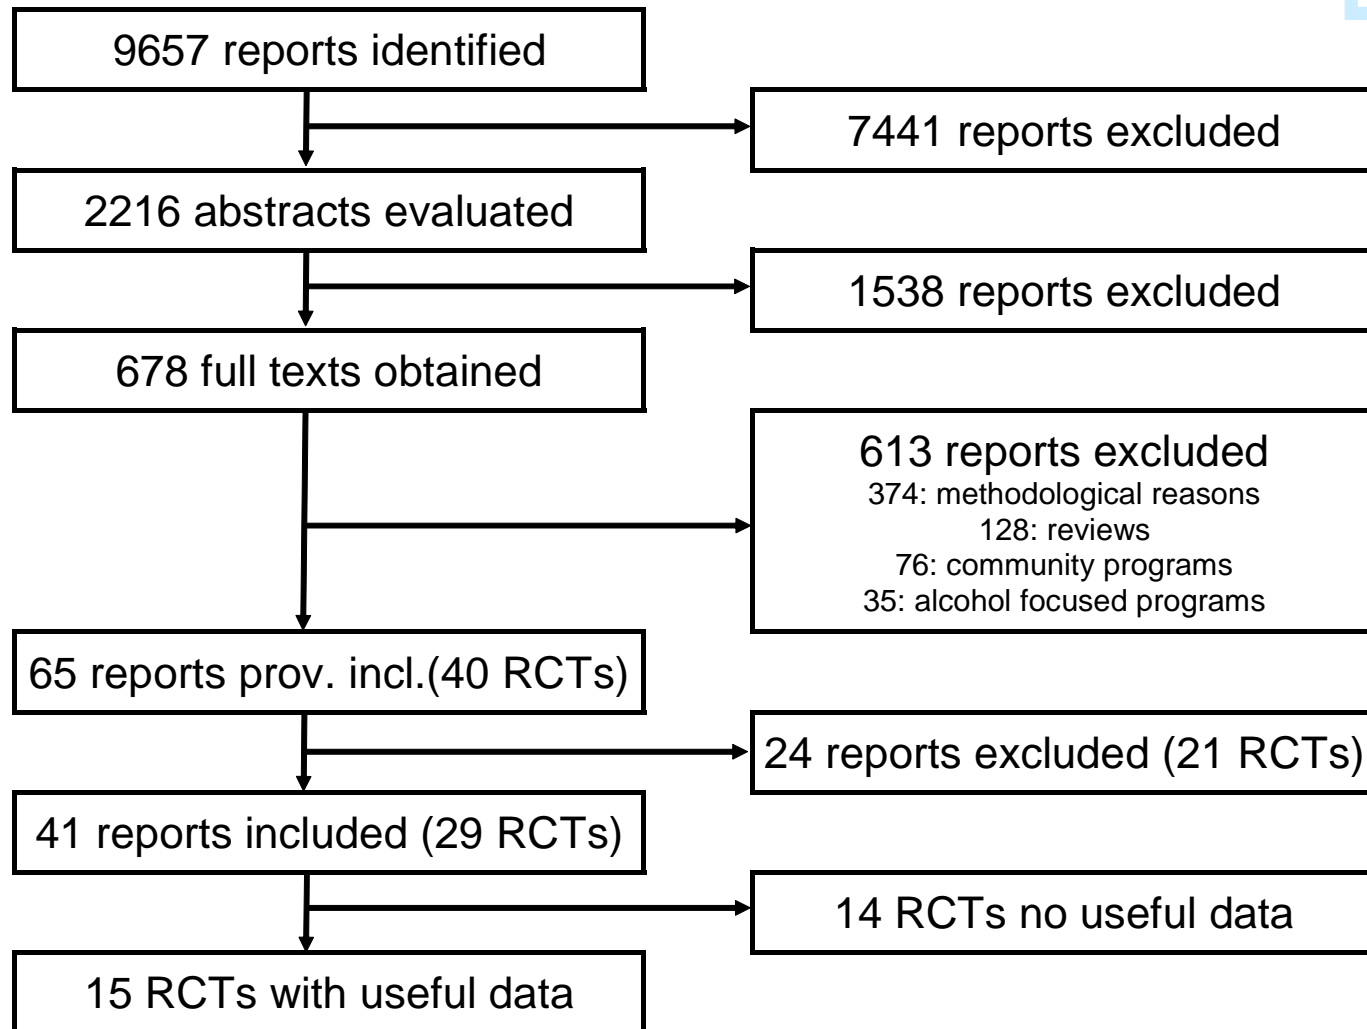 9657 reports identified
7441 reports excluded
2216 abstracts evaluated
1538 reports excluded
678 full texts obtained
613 reports excluded
374: methodological reasons
128: reviews
76: community programs
35: alcohol focused programs
65 reports prov. incl.(40 RCTs)
24 reports excluded (21 RCTs)
41 reports included (29 RCTs)
14 RCTs no useful data
15 RCTs with useful data